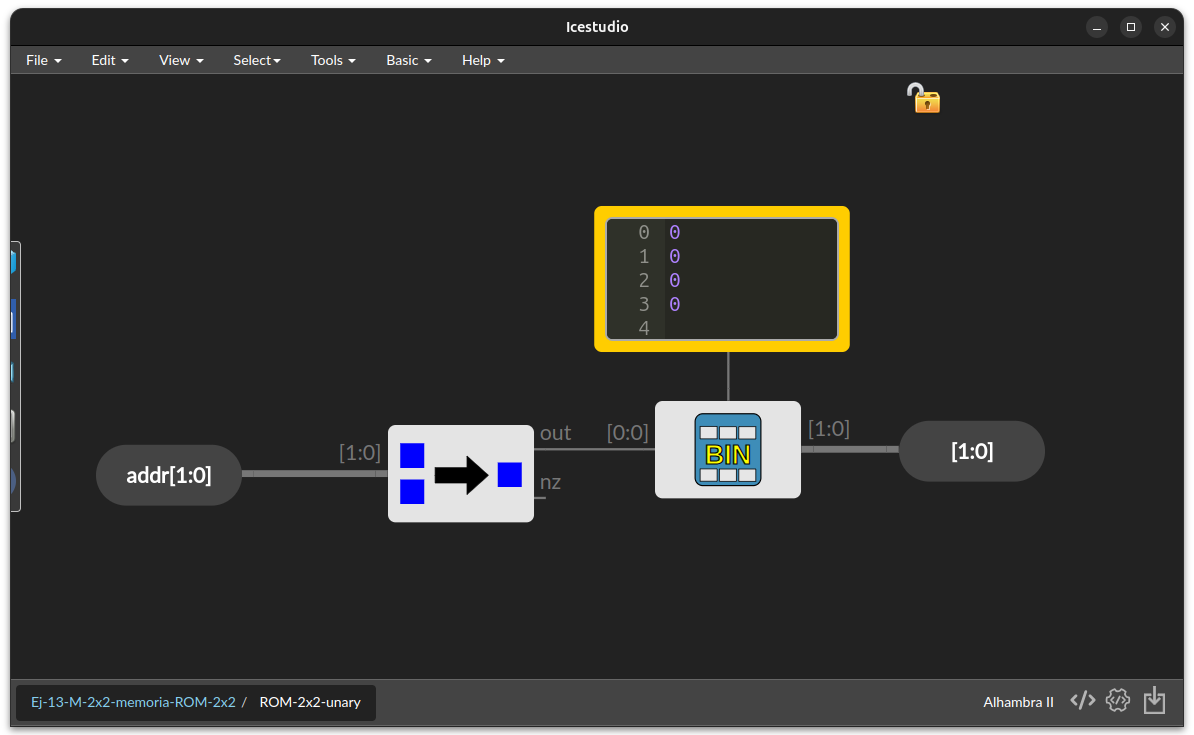 Icestudio
File Edit View Select Tools Basic Help
0 0
1 0
2 0
3 0
4
addr[1:0]
[1:0]
out
nz
[0:0]
BIN
[1:0]
[1:0]
Ej-13-M-2x2-memoria-ROM-2x2 / ROM-2x2-unary
Alhambra II </>